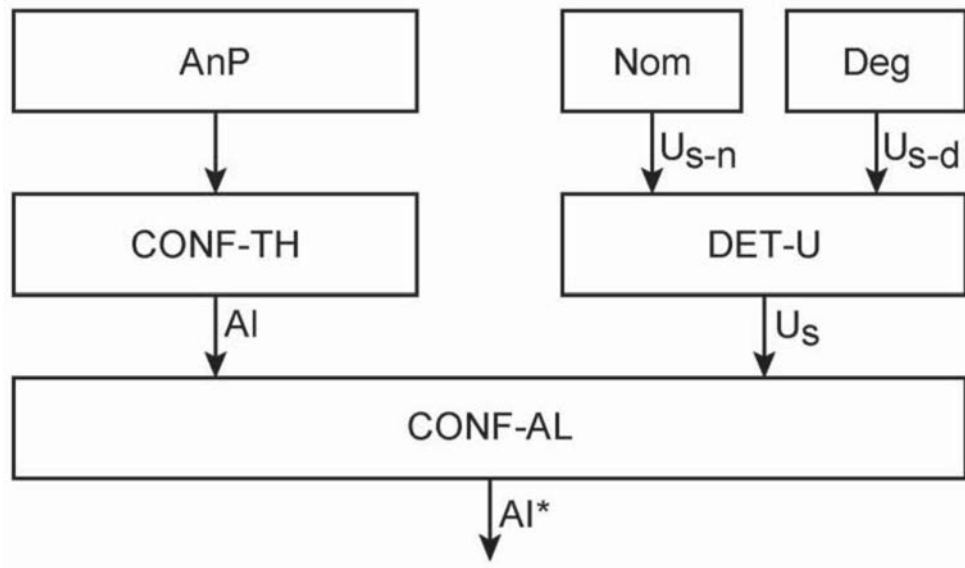 AnP
Nom
Deg
Us-n
Us-d
CONF-TH
DET-U
Al
Us
CONF-AL
Al*